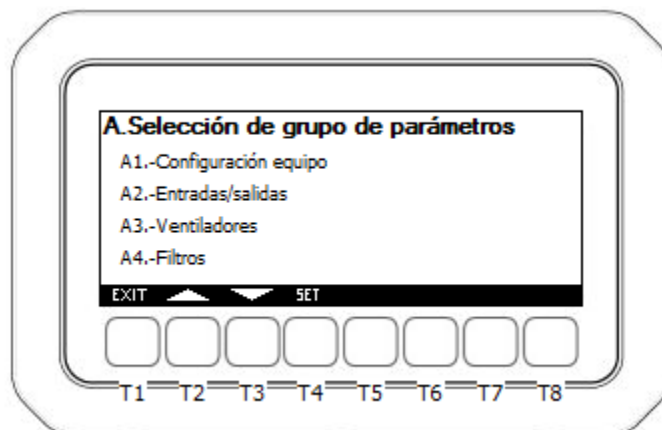 A.Selección de grupo de parámetros
A1.-Configuración equipo
A2.-Entradas/salidas
A3.-Ventiladores
A4.-Filtros
EXIT SET
T1 T2 T3 T4 T5 T6 T7 T8